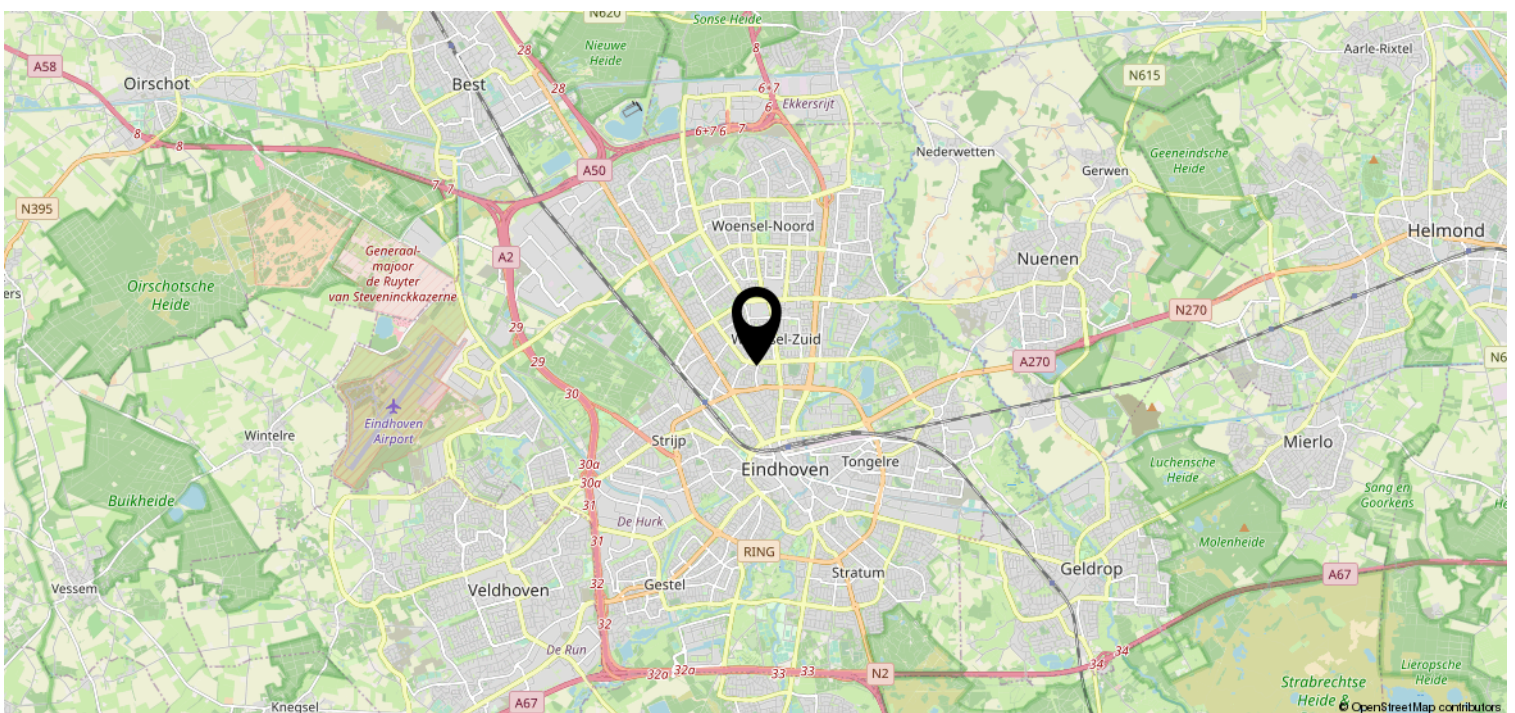 N620
Sonse Heide
28
8
Nieuwe
Heide
Aarle-Rixtel
A58
Oirschot
Best
28
6+7
N615
6
Ekkersrijt
8
8
6+7 6
7
Nederwetten
Geeneindsche
Heide
A50
Gerwen
7
7
N395
Woensel-Noord
Helmond
Generaal-
majoor
de Ruyter
van Steveninckkazerne
A2
Nuenen
Oirschotsche
Heide
ers
N270
29
sel-Zuid
29
A270
N6
30
Eindhoven
Airport
Wintelre
Strijp
Mierlo
30a
30a
Eindhoven
Tongelre
Luchensche
Heide
Buikheide
31
Sang en
Goorkens
He
De Hurk
31
Molenheide
RING
Vessem
32
Veldhoven
Gestel
Stratum
Geldrop
A67
32
De Run
32a
32a
33
33
N2
34
34
Lieropsche
Heide
Strabrechtse
Heide &
A67
Knegsel
© OpenStreetMap contributors